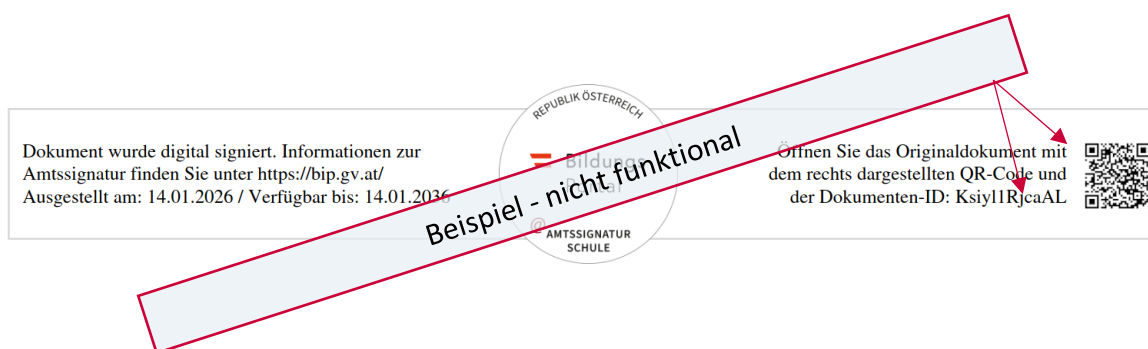 Dokument wurde digital signiert. Informationen zur
Amtssignatur finden Sie unter https://bip.gv.at/
Ausgestellt am: 14.01.2026 / Verfügbar bis: 14.01.2036
REPUBLIK ÖSTERREICH
Bildungs
Portal
@
AMTSSIGNATUR
SCHULE
Beispiel - nicht funktional
Öffnen Sie das Originaldokument mit
dem rechts dargestellten QR-Code und
der Dokumenten-ID: Ksiyl1RjcaAL